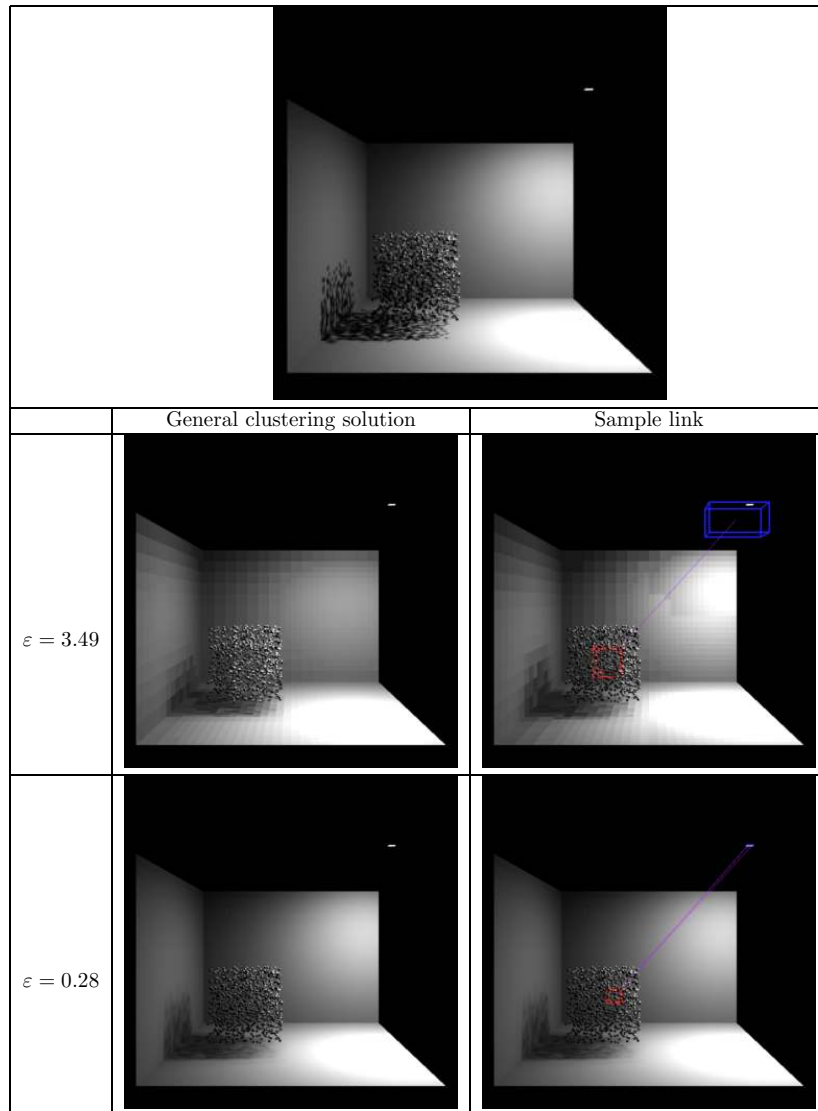 General clustering solution
Sample link
ε = 3.49
ε = 0.28